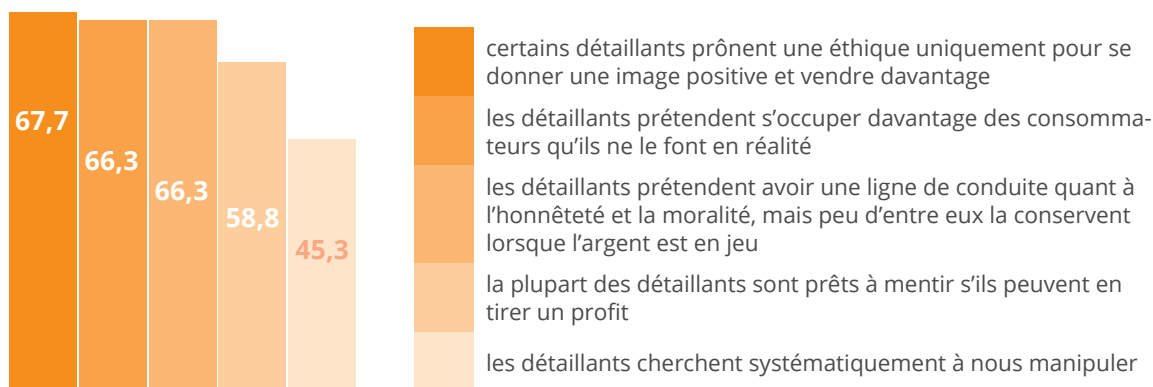 67,7
66,3
66,3
58,8
45,3
certains détaillants prônent une éthique uniquement pour se
donner une image positive et vendre davantage
les détaillants prétendent s’occuper davantage des consomma-
teurs qu’ils ne le font en réalité
les détaillants prétendent avoir une ligne de conduite quant à
l’honnêteté et la moralité, mais peu d’entre eux la conservent
lorsque l’argent est en jeu
la plupart des détaillants sont prêts à mentir s’ils peuvent en
tirer un profit
les détaillants cherchent systématiquement à nous manipuler